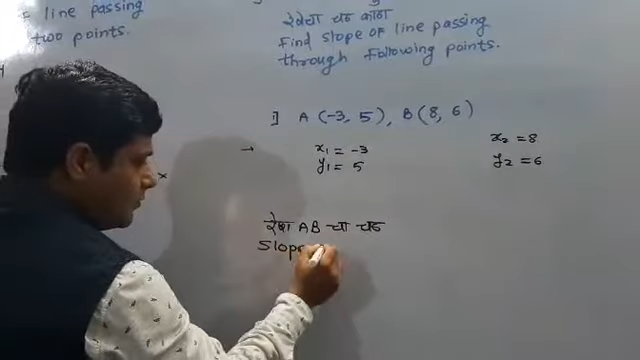 = line passing
two points.
रेषेचा चढ काढा
Find slope of line passing
through following points.
1] A (-3, 5), B(8, 6)
→ x₁ = -3 x₂ = 8
y₁ = 5 y₂ = 6
रेषा AB चा चढ
Slope